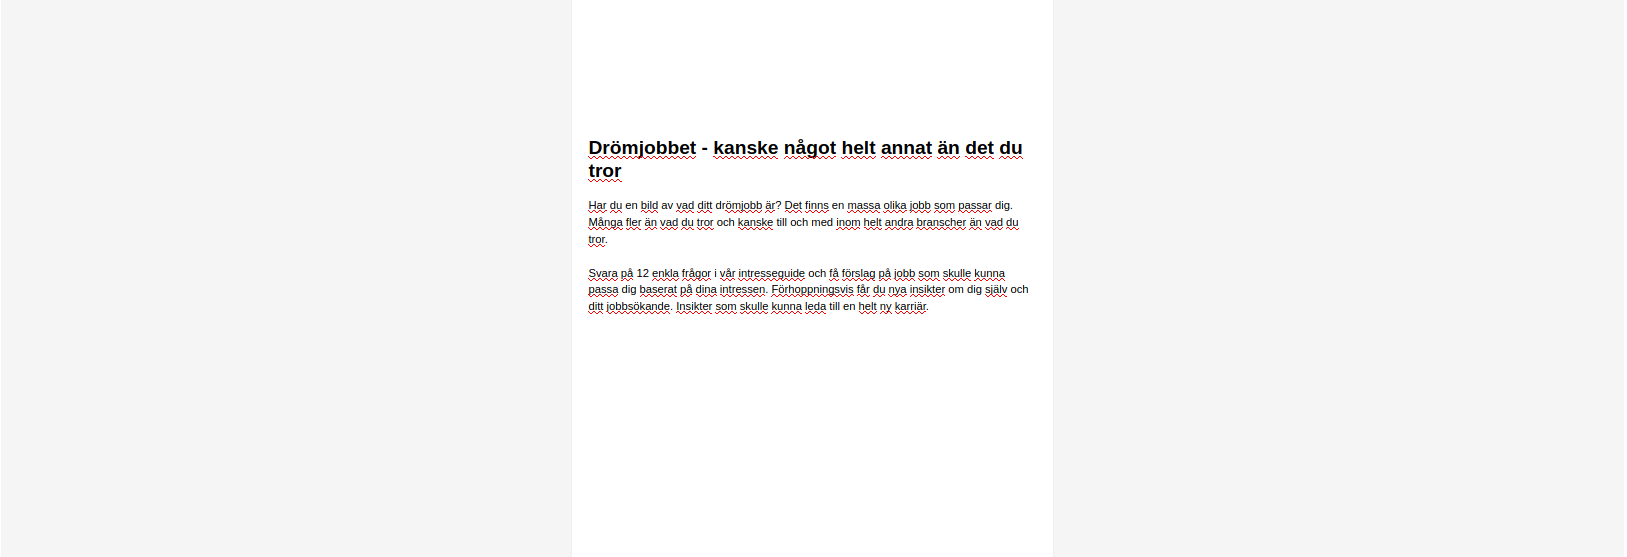 Drömjobbet - kanske något helt annat än det du
tror
Har du en bild av vad ditt drömjobb är? Det finns en massa olika jobb som passar dig.
Många fler än vad du tror och kanske till och med inom helt andra branscher än vad du
tror.
Svara på 12 enkla frågor i vår intresseguide och få förslag på jobb som skulle kunna
passa dig baserat på dina intressen. Förhoppningsvis får du nya insikter om dig själv och
ditt jobbsökande. Insikter som skulle kunna leda till en helt ny karriär.